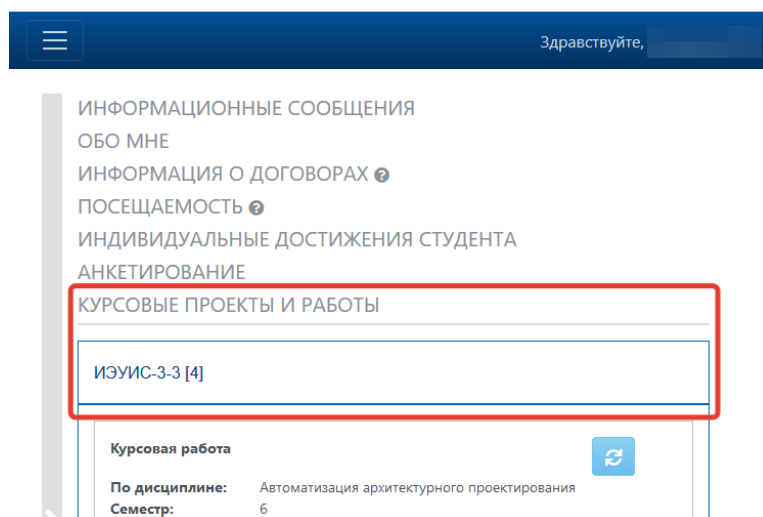 Здравствуйте,
ИНФОРМАЦИОННЫЕ СООБЩЕНИЯ
ОБО МНЕ
ИНФОРМАЦИЯ О ДОГОВОРАХ
ПОСЕЩАЕМОСТЬ
ИНДИВИДУАЛЬНЫЕ ДОСТИЖЕНИЯ СТУДЕНТА
АНКЕТИРОВАНИЕ
КУРСОВЫЕ ПРОЕКТЫ И РАБОТЫ
ИЭУИС-3-3 [4]
Курсовая работа
По дисциплине: Автоматизация архитектурного проектирования
Семестр: 6